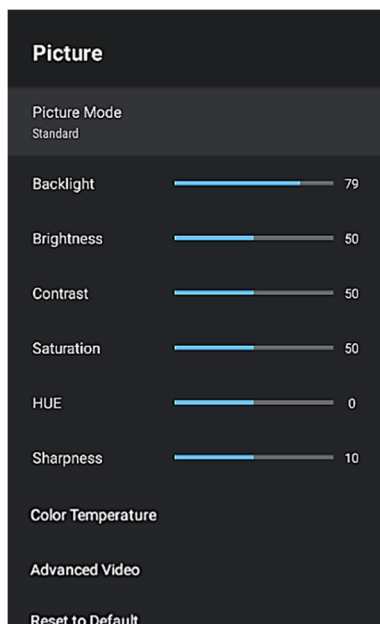 Picture
Picture Mode
Standard
Backlight 79
Brightness 50
Contrast 50
Saturation 50
HUE 0
Sharpness 10
Color Temperature
Advanced Video
Reset to Default